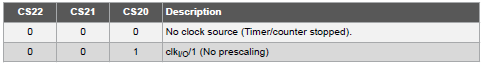 CS22 CS21 CS20 Description
0 0 0 No clock source (Timer/counter stopped).
0 0 1 clkI/O/1 (No prescaling)